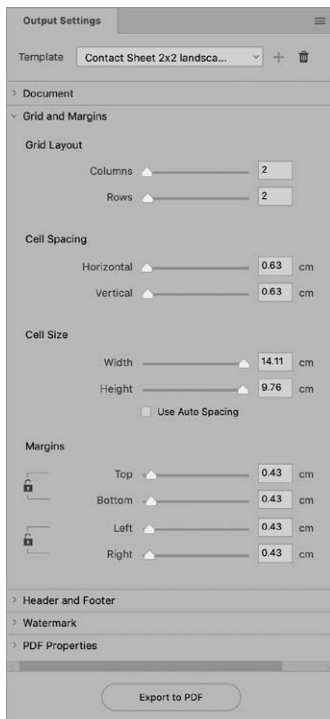 Output Settings
Template Contact Sheet 2x2 landsca...
Document
Grid and Margins
Grid Layout
Columns 2
Rows 2
Cell Spacing
Horizontal 0.63 cm
Vertical 0.63 cm
Cell Size
Width 14.11 cm
Height 9.76 cm
Use Auto Spacing
Margins
Top 0.43 cm
Bottom 0.43 cm
Left 0.43 cm
Right 0.43 cm
Header and Footer
Watermark
PDF Properties
Export to PDF